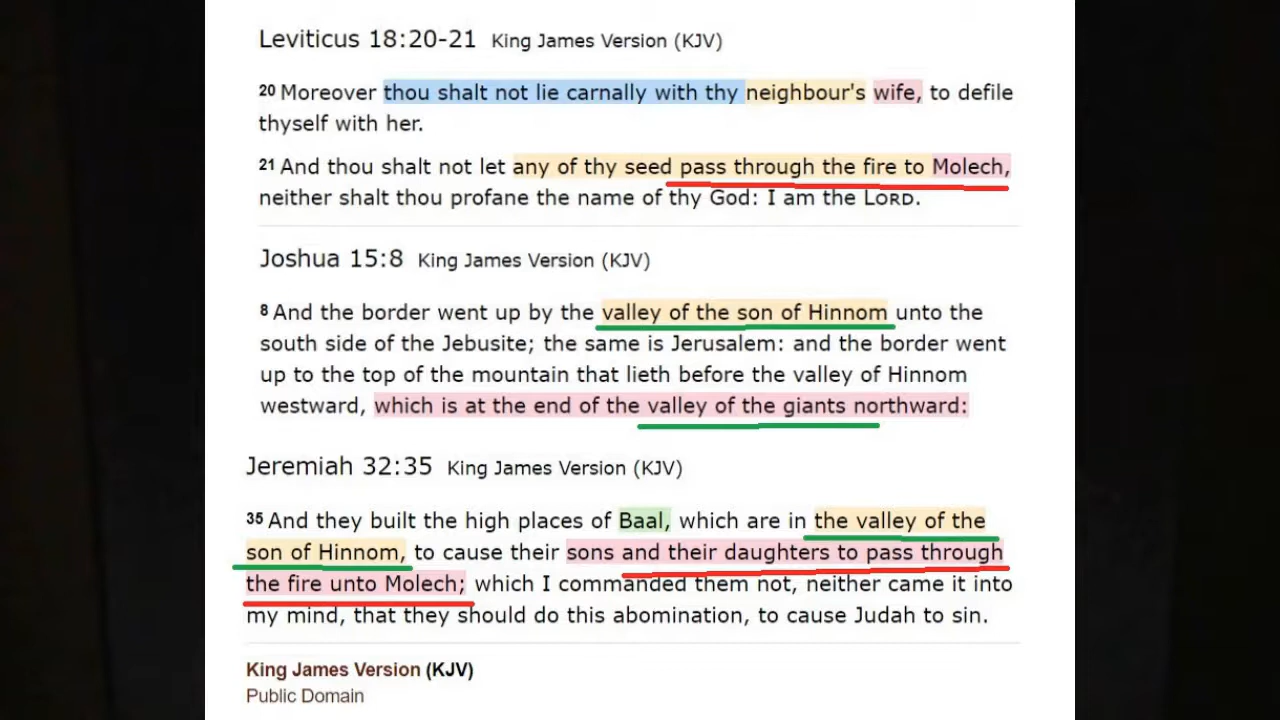 Leviticus 18:20-21 King James Version (KJV)
20 Moreover thou shalt not lie carnally with thy neighbour's wife, to defile
thyself with her.
21 And thou shalt not let any of thy seed pass through the fire to Molech,
neither shalt thou profane the name of thy God: I am the LORD.
Joshua 15:8 King James Version (KJV)
8 And the border went up by the valley of the son of Hinnom unto the
south side of the Jebusite; the same is Jerusalem: and the border went
up to the top of the mountain that lieth before the valley of Hinnom
westward, which is at the end of the valley of the giants northward:
Jeremiah 32:35 King James Version (KJV)
35 And they built the high places of Baal, which are in the valley of the
son of Hinnom, to cause their sons and their daughters to pass through
the fire unto Molech; which I commanded them not, neither came it into
my mind, that they should do this abomination, to cause Judah to sin.
King James Version (KJV)
Public Domain